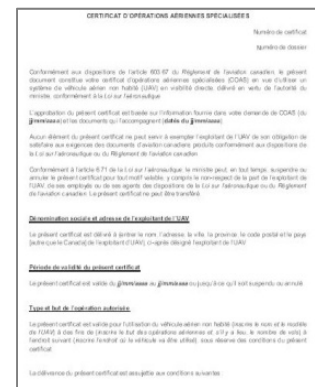 CERTIFICAT D'OPÉRATIONS AÉRIENNES SPÉCIALISÉES
Numéro de certificat
Numéro de dossier
Conformément aux dispositions de l'article 603.67 du Règlement de l'aviation canadien, le présent
document constitue votre certificat d'opérations aériennes spécialisées (COAS) en vue d'utiliser un
système de véhicule aérien non habité (UAV) en visibilité directe, délivré en vertu de l'autorité du
ministre, conformément à la Loi sur l'aéronautique.
L'approbation du présent certificat est basée sur l'information fournie dans votre demande de COAS (du
jj/mm/aaaa) et les documents qui l'accompagnent (datés du jj/mm/aaaa).
Aucun élément du présent certificat ne peut servir à exempter l'exploitant de l'UAV de son obligation de
satisfaire aux exigences des documents d'aviation canadiens produits conformément aux dispositions de
la Loi sur l'aéronautique ou du Règlement de l'aviation canadien.
Conformément à l'article 6.71 de la Loi sur l'aéronautique, le ministre peut, en tout temps, suspendre ou
annuler le présent certificat pour tout motif valable, y compris le non-respect de la part de l'exploitant de
l'UAV, de ses employés ou de ses agents des dispositions de la Loi sur l'aéronautique ou du Règlement
de l'aviation canadien. Le présent certificat ne peut être transféré.
Dénomination sociale et adresse de l'exploitant de l'UAV
Le présent certificat est délivré à (entrer le nom, l'adresse, la ville, la province, le code postal et le pays
[autre que le Canada] de l'exploitant d'UAV), ci-après désigné l'exploitant de l'UAV.
Période de validité du présent certificat
Le présent certificat est valide du jj/mm/aaaa au jj/mm/aaaa ou jusqu'à ce qu'il soit suspendu ou annulé.
Type et but de l'opération autorisée
Le présent certificat est valide pour l'utilisation du véhicule aérien non habité (inscrire le nom et le modèle
de l'UAV) à des fins de (inscrire le but des opérations aériennes et, s'il y a lieu, le nombre de vols) à
l'endroit suivant (inscrire l'endroit où le véhicule va être utilisé), sous réserve des conditions du présent
certificat.
La délivrance du présent certificat est assujettie aux conditions suivantes :